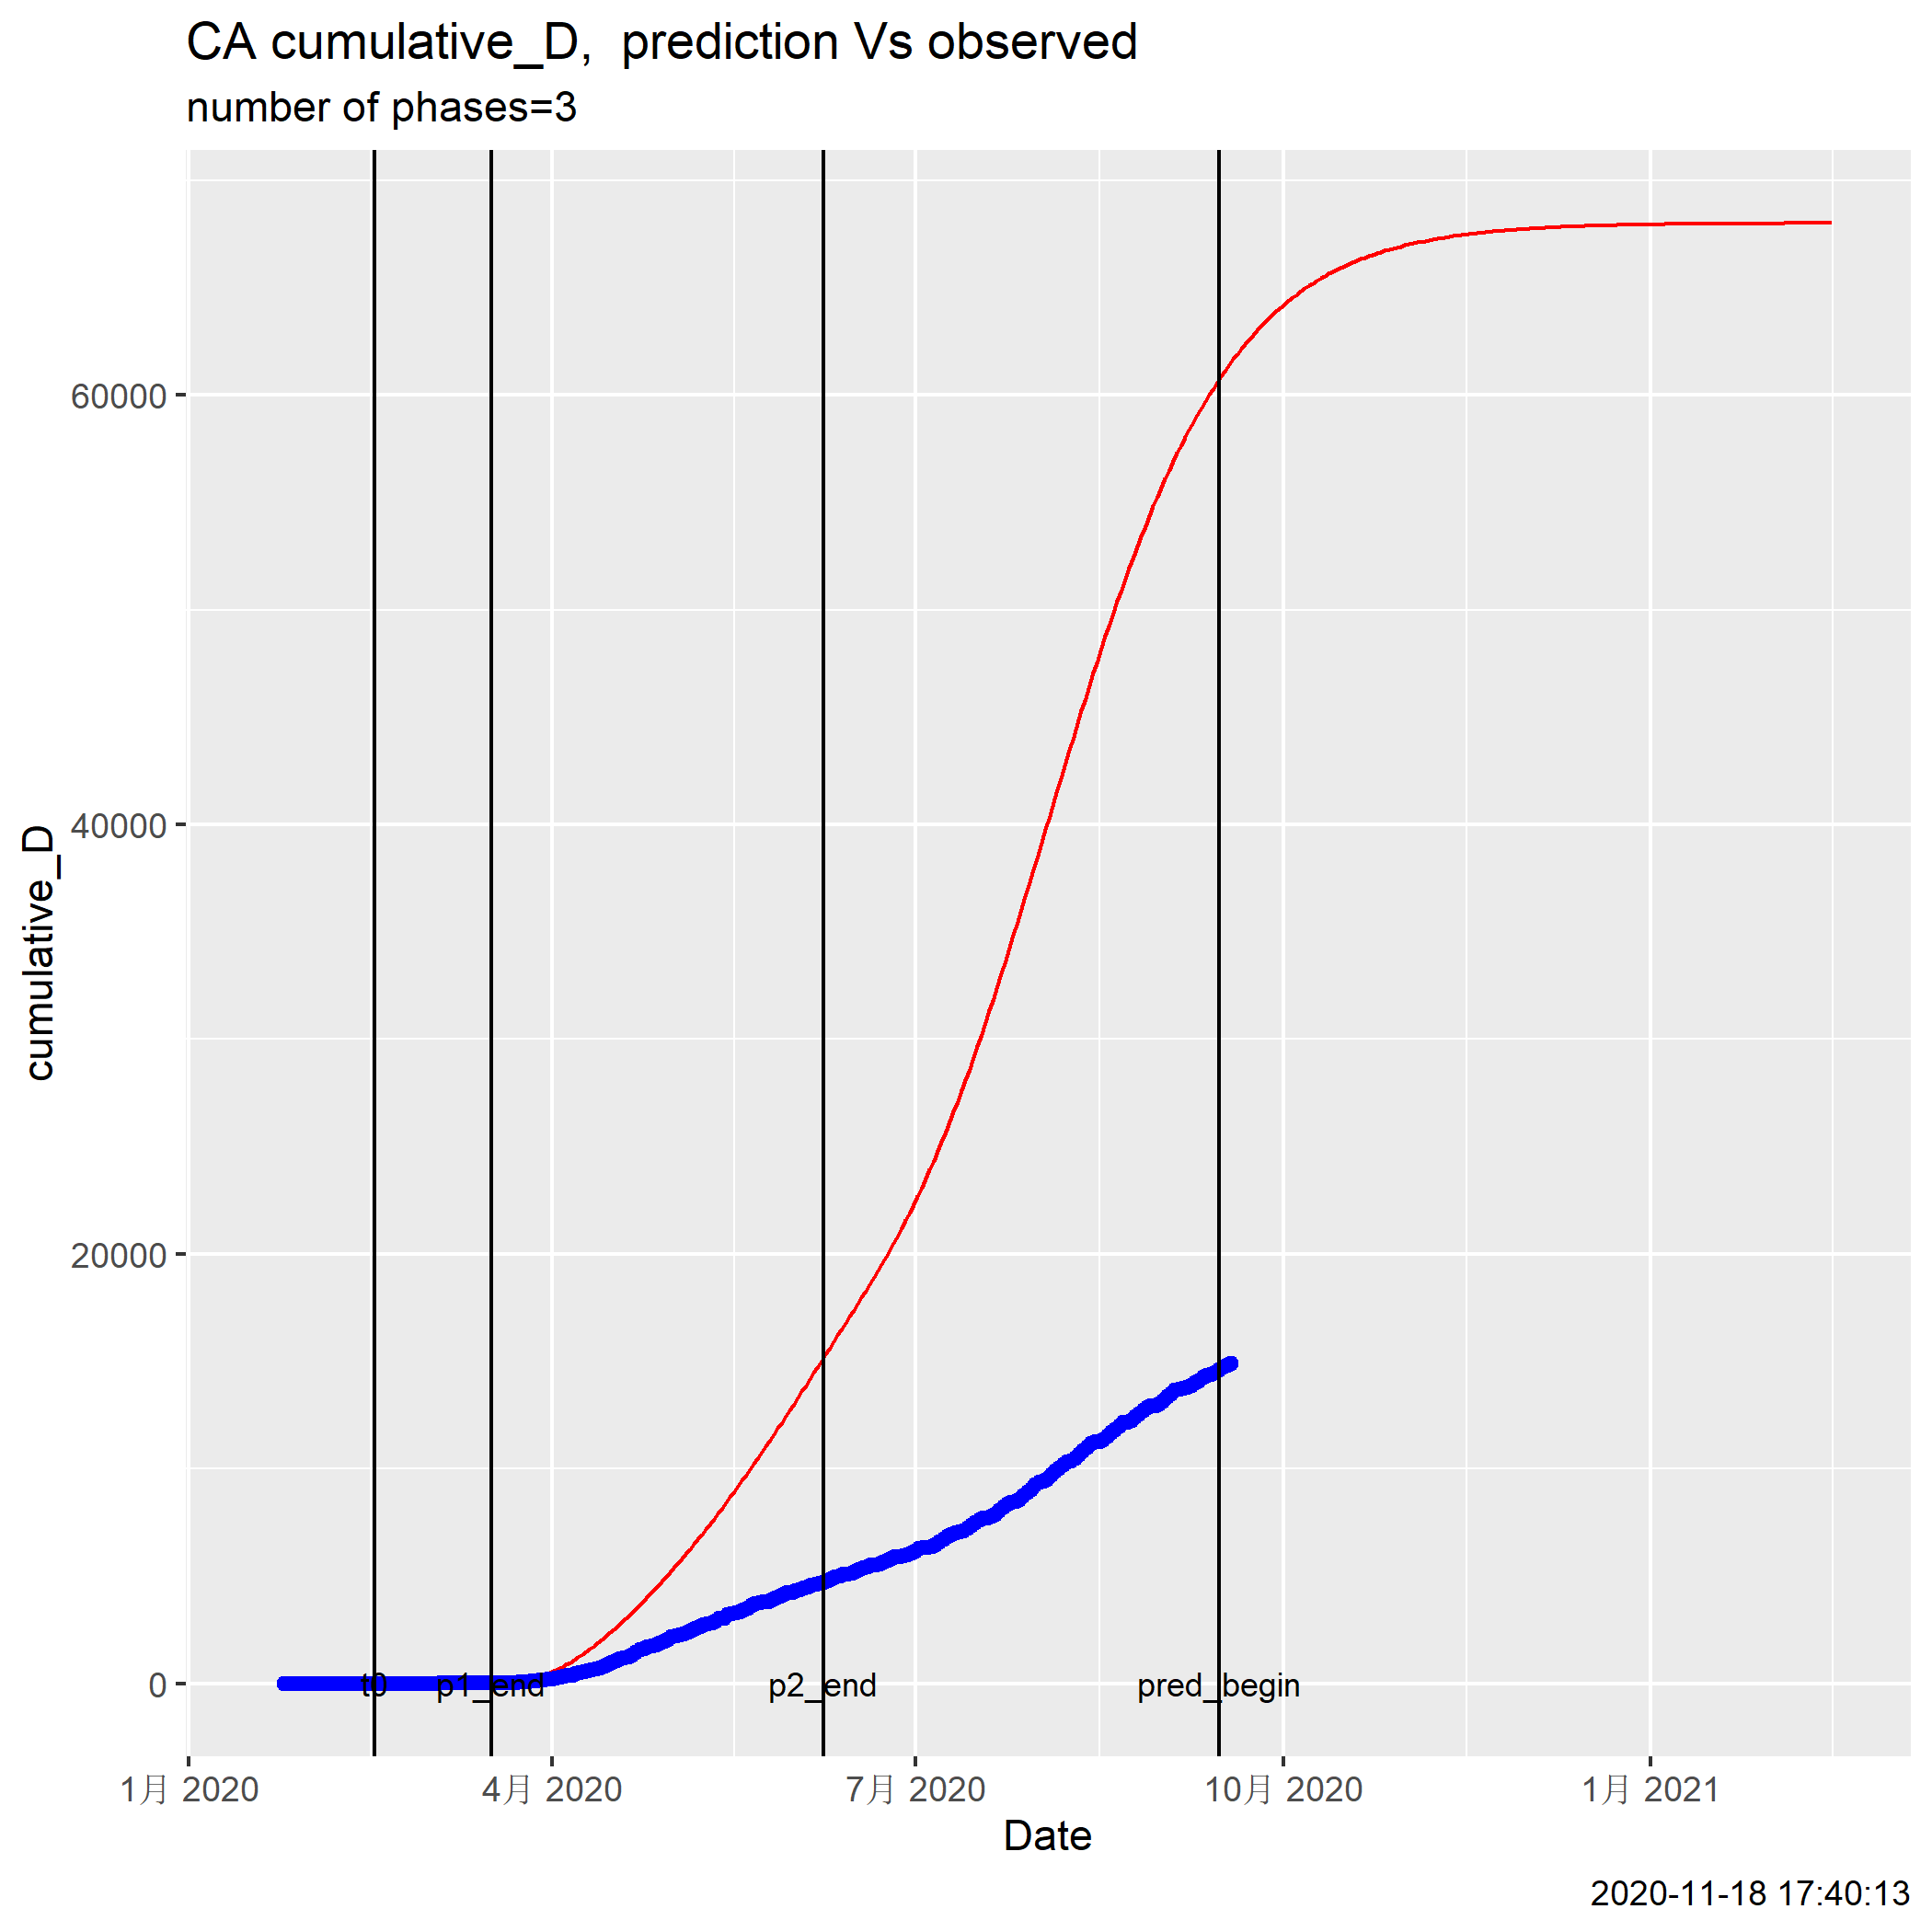 CA cumulative_D,  prediction Vs observed
number of phases=3
cumulative_D
60000
40000
20000
0
t0 p1_end p2_end pred_begin
1月 2020 4月 2020 7月 2020 10月 2020 1月 2021
Date
2020-11-18 17:40:13